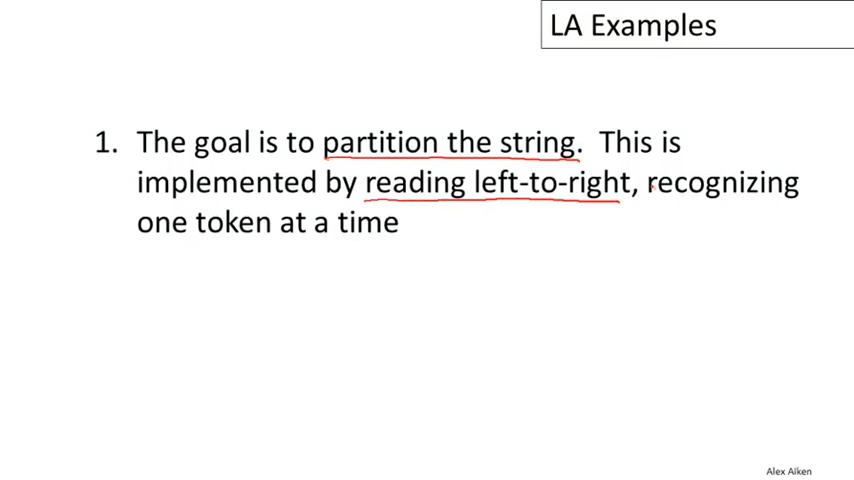 LA Examples
1. The goal is to partition the string. This is
implemented by reading left-to-right, recognizing
one token at a time
Alex Aiken